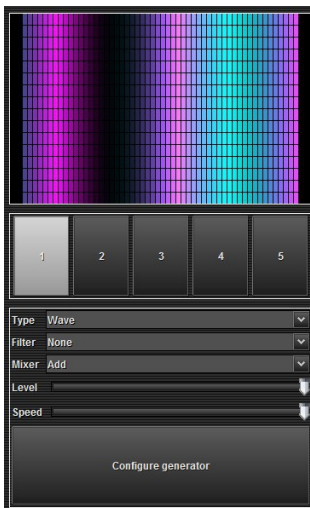 1 2 3 4 5
Type Wave
Filter None
Mixer Add
Level
Speed
Configure generator